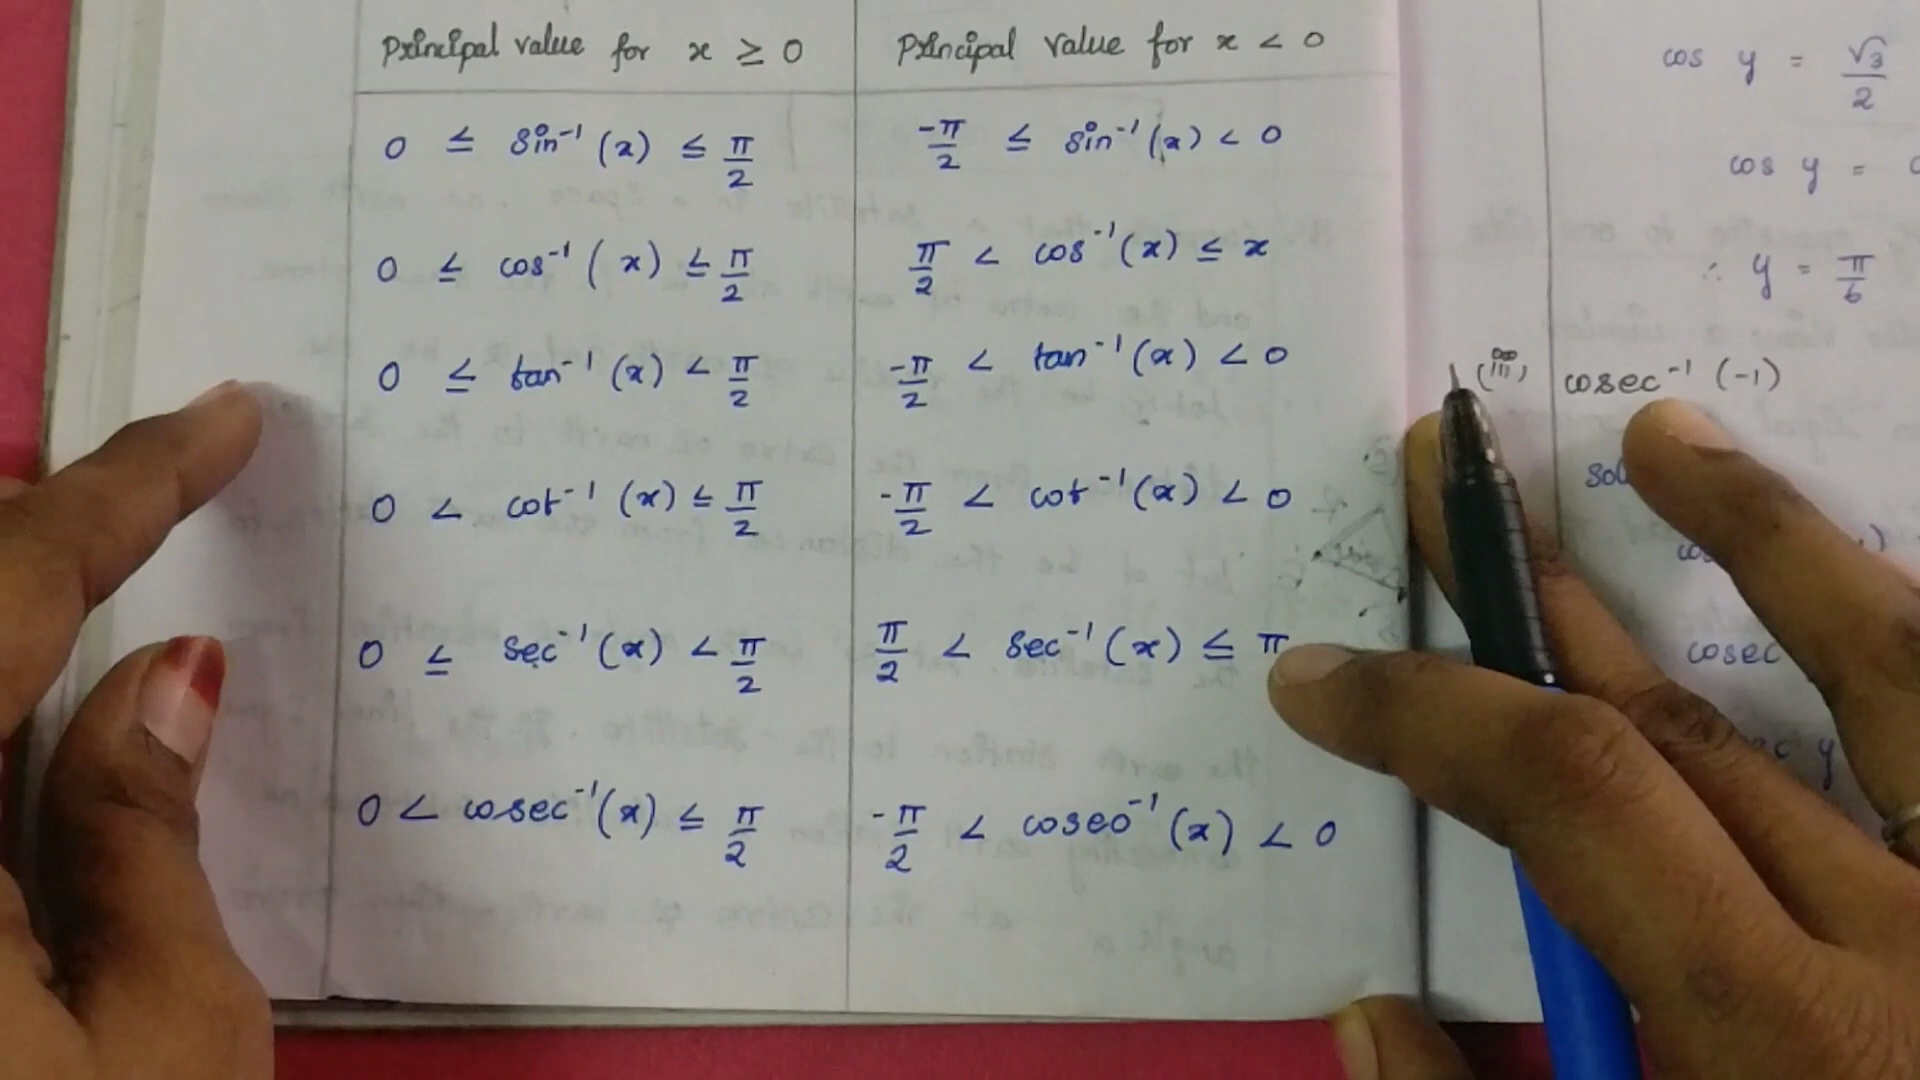 Principal value for x ≥ 0
Principal value for x < 0
0 ≤ sin⁻¹ (x) ≤ π/2
-π/2 ≤ sin⁻¹ (x) < 0
0 ≤ cos⁻¹ (x) ≤ π/2
π/2 < cos⁻¹ (x) ≤ x
0 ≤ tan⁻¹ (x) < π/2
-π/2 < tan⁻¹ (x) < 0
0 < cot⁻¹ (x) ≤ π/2
-π/2 < cot⁻¹ (x) < 0
0 ≤ sec⁻¹ (x) < π/2
π/2 < sec⁻¹ (x) ≤ π
0 < cosec⁻¹ (x) ≤ π/2
-π/2 < cosec⁻¹ (x) < 0
cos y = √3/2
cos y =
∴ y = π/6
(iii) cosec⁻¹ (-1)
cosec